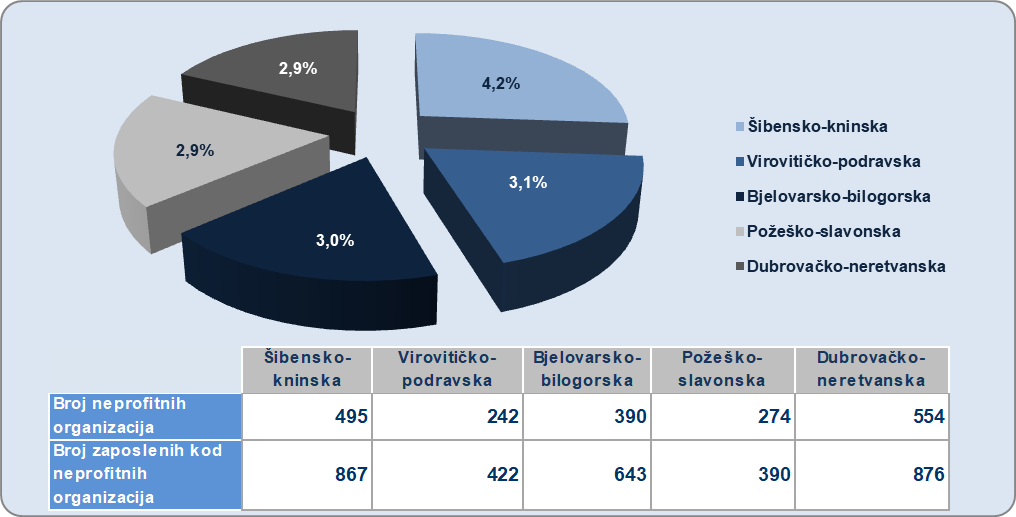 2,9%
4,2%
2,9%
3,1%
3,0%
Šibensko-kninska
Virovitičko-podravska
Bjelovarsko-bilogorska
Požeško-slavonska
Dubrovačko-neretvanska
Šibensko-
kninska
Virovitičko-
podravska
Bjelovarsko-
bilogorska
Požeško-
slavonska
Dubrovačko-
neretvanska
Broj neprofitnih
organizacija
495 242 390 274 554
Broj zaposlenih kod
neprofitnih
organizacija
867 422 643 390 876